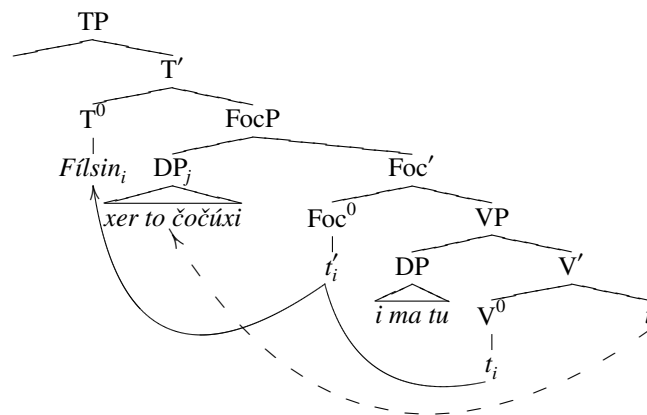 TP
T′
T⁰ FocP
Fílsinᵢ DPⱼ Foc′
xer to čočúxi Foc⁰ VP
t′ᵢ DP V′
i ma tu V⁰
tᵢ